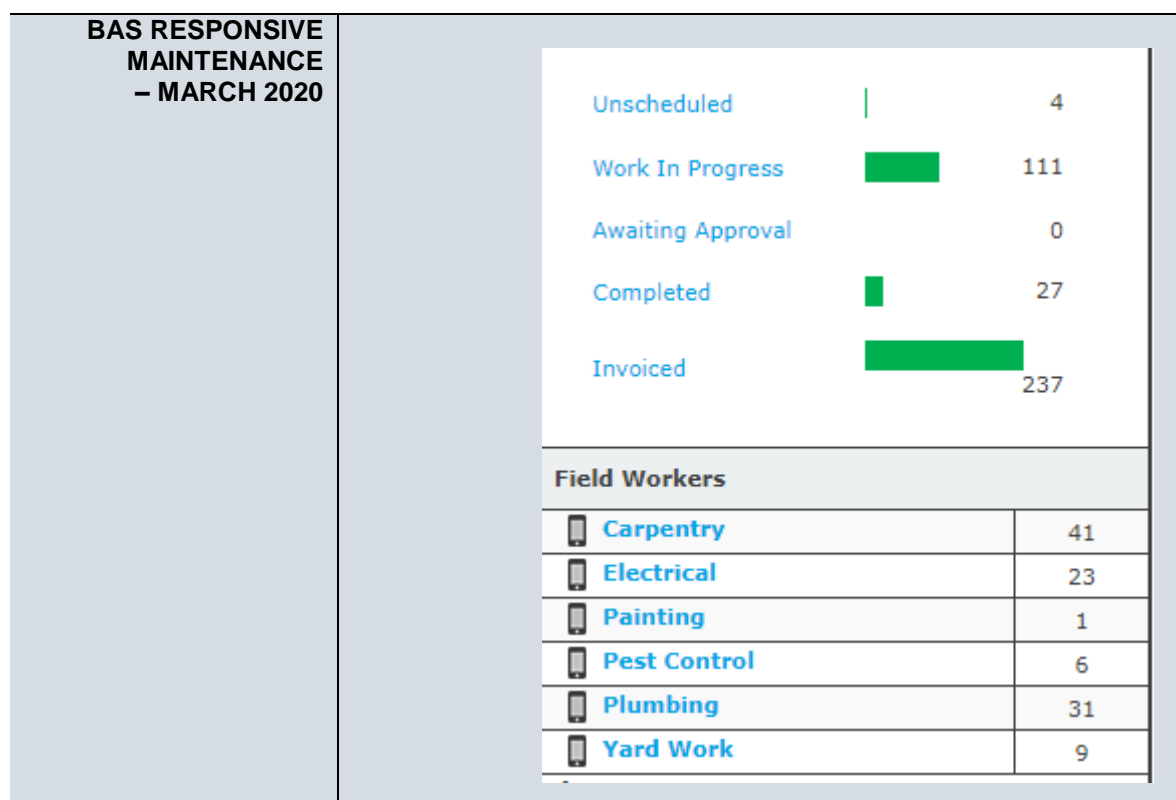 BAS RESPONSIVE
MAINTENANCE
– MARCH 2020
Unscheduled 4
Work In Progress 111
Awaiting Approval 0
Completed 27
Invoiced 237
Field Workers
Carpentry 41
Electrical 23
Painting 1
Pest Control 6
Plumbing 31
Yard Work 9